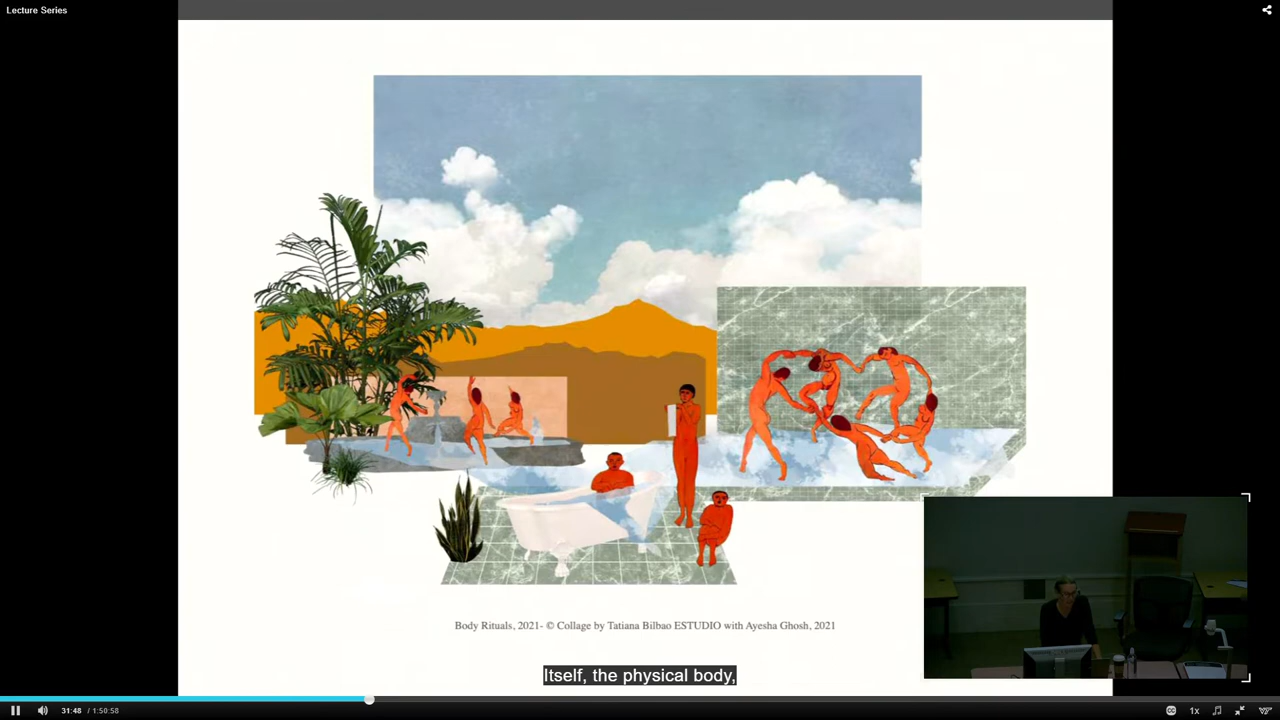 Lecture Series
Body Rituals, 2021- © Collage by Tatiana Bilbao ESTUDIO with Ayesha Ghosh, 2021
Itself, the physical body,
31:48 / 1:50:58
CC
1x